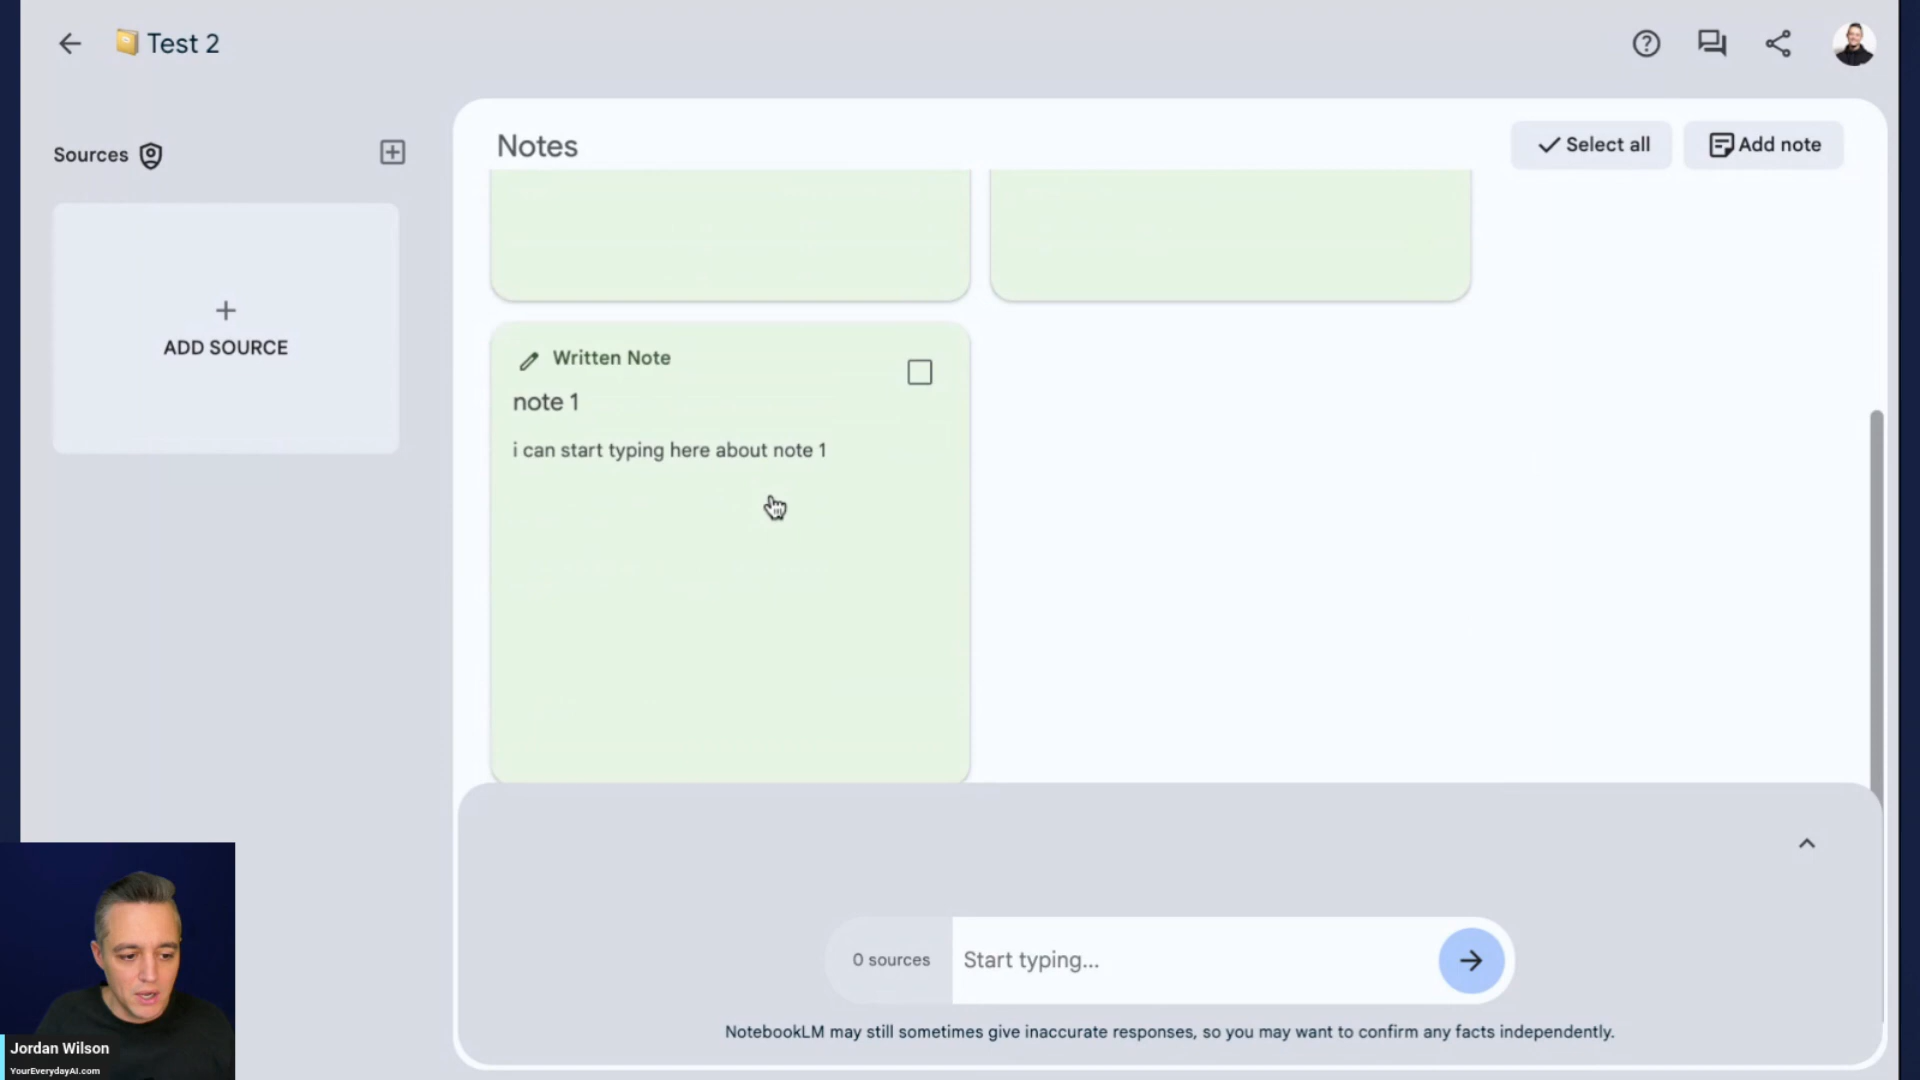 Test 2
Sources
ADD SOURCE
Notes
Select all
Add note
Written Note
note 1
i can start typing here about note 1
0 sources
Start typing...
NotebookLM may still sometimes give inaccurate responses, so you may want to confirm any facts independently.
Jordan Wilson
YourEverydayAI.com